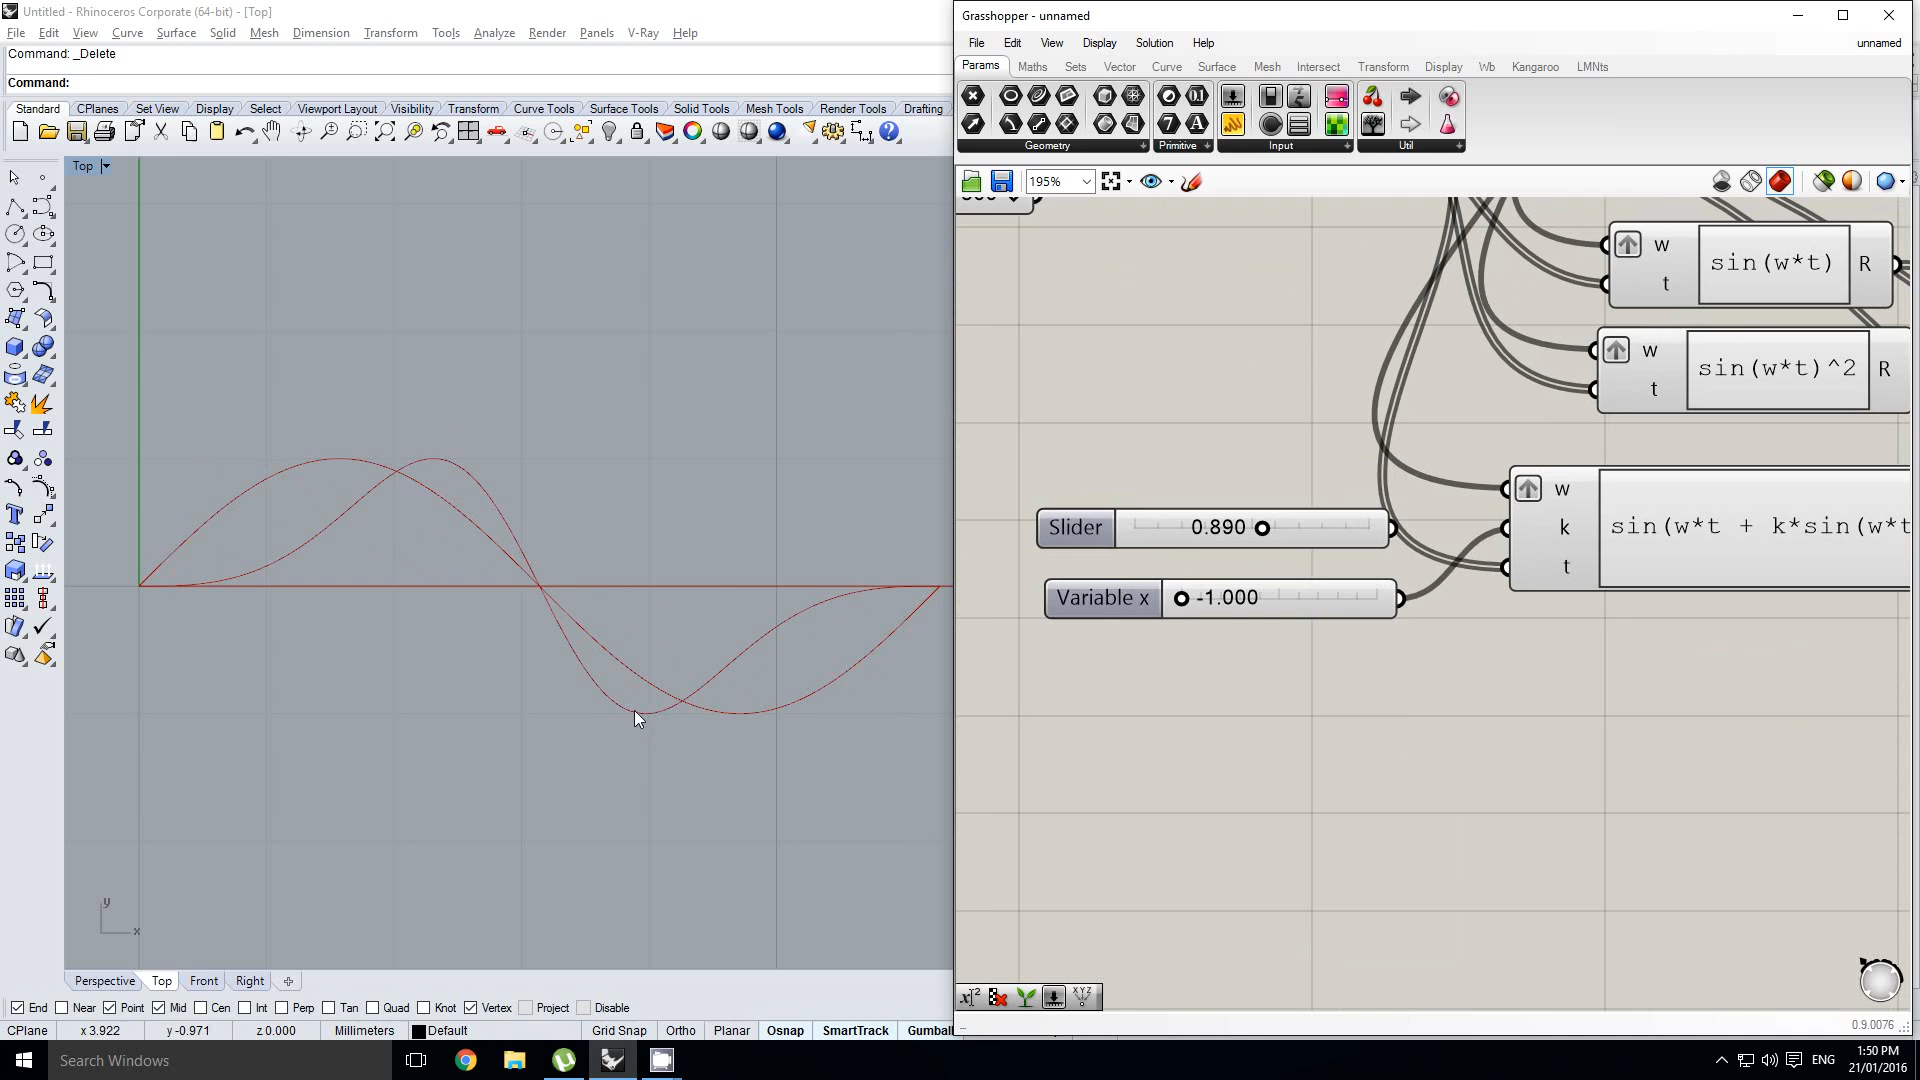 Untitled - Rhinoceros Corporate (64-bit) - [Top]
File Edit View Curve Surface Solid Mesh Dimension Transform Tools Analyze Render Panels V-Ray Help
Command: _Delete
Command:
Standard CPlanes Set View Display Select Viewport Layout Visibility Transform Curve Tools Surface Tools Solid Tools Mesh Tools Render Tools Drafting
Top
y
x
Perspective Top Front Right
End Near Point Mid Cen Int Perp Tan Quad Knot Vertex Project Disable
CPlane x 3.922 y -0.971 z 0.000 Millimeters Default Grid Snap Ortho Planar Osnap SmartTrack Gumball
Grasshopper - unnamed
File Edit View Display Solution Help unnamed
Params Maths Sets Vector Curve Surface Mesh Intersect Transform Display Wb Kangaroo LMNts
Geometry Primitive Input Util
195%
w
t
sin(w*t)
R
w
t
sin(w*t)^2
R
Slider 0.890
Variable x -1.000
w
k
t
sin(w*t + k*sin(w*t
0.9.0076
Search Windows
ENG
1:50 PM
21/01/2016